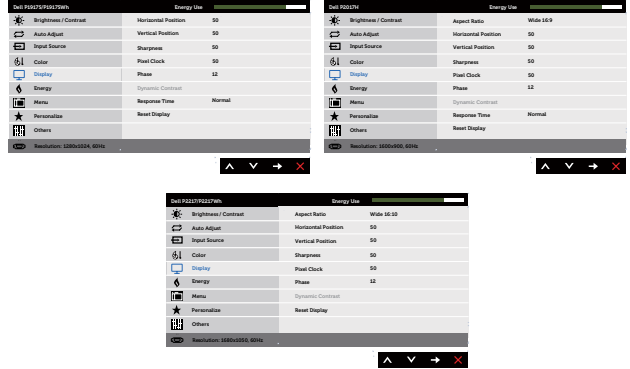 Dell P1917S/P1917SWh Energy Use
Brightness / Contrast Horizontal Position 50
Auto Adjust Vertical Position 50
Input Source Sharpness 50
Color Pixel Clock 50
Display Phase 12
Energy Dynamic Contrast
Menu Response Time Normal
Personalize Reset Display
Others
Resolution: 1280x1024, 60Hz
Dell P2017H Energy Use
Brightness / Contrast Aspect Ratio Wide 16:9
Auto Adjust Horizontal Position 50
Input Source Vertical Position 50
Color Sharpness 50
Display Pixel Clock 50
Energy Phase 12
Menu Dynamic Contrast
Personalize Response Time Normal
Others Reset Display
Resolution: 1600x900, 60Hz
Dell P2217/P2217Wh Energy Use
Brightness / Contrast Aspect Ratio Wide 16:10
Auto Adjust Horizontal Position 50
Input Source Vertical Position 50
Color Sharpness 50
Display Pixel Clock 50
Energy Phase 12
Menu Dynamic Contrast
Personalize Reset Display
Others
Resolution: 1680x1050, 60Hz